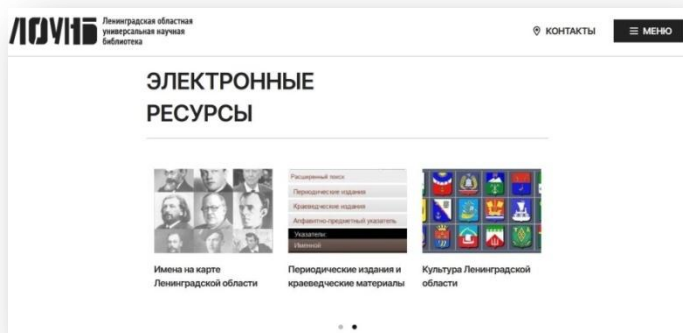 ЛОУНБ
Ленинградская областная
универсальная научная
библиотека
КОНТАКТЫ
МЕНЮ
ЭЛЕКТРОННЫЕ
РЕСУРСЫ
Расширенный поиск
Периодические издания
Краеведческие издания
Алфавитно-предметный указатель
Указатели:
Именной
Имена на карте
Ленинградской области
Периодические издания и
краеведческие материалы
Культура Ленинградской
области